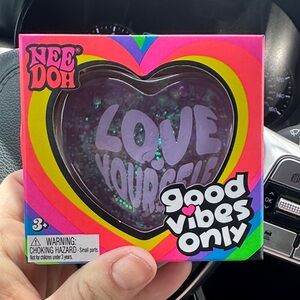 NEE
DOH
LOVE
YOURSELF
good
vibes
only
3+
WARNING:
CHOKING HAZARD - Small parts.
Not for children under 3 years.
OK